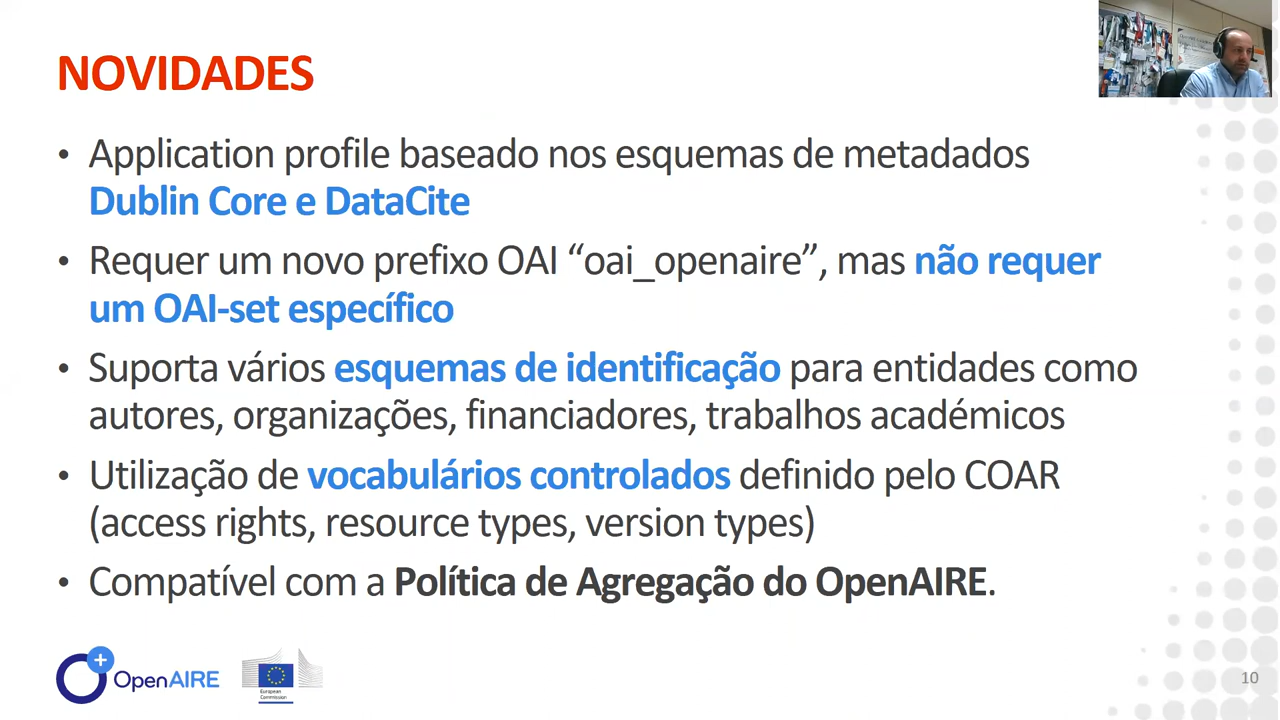 NOVIDADES
• Application profile baseado nos esquemas de metadados
Dublin Core e DataCite
• Requer um novo prefixo OAI “oai_openaire”, mas não requer
um OAI-set específico
• Suporta vários esquemas de identificação para entidades como
autores, organizações, financiadores, trabalhos académicos
• Utilização de vocabulários controlados definido pelo COAR
(access rights, resource types, version types)
• Compatível com a Política de Agregação do OpenAIRE.
OpenAIRE
European
Commission
10